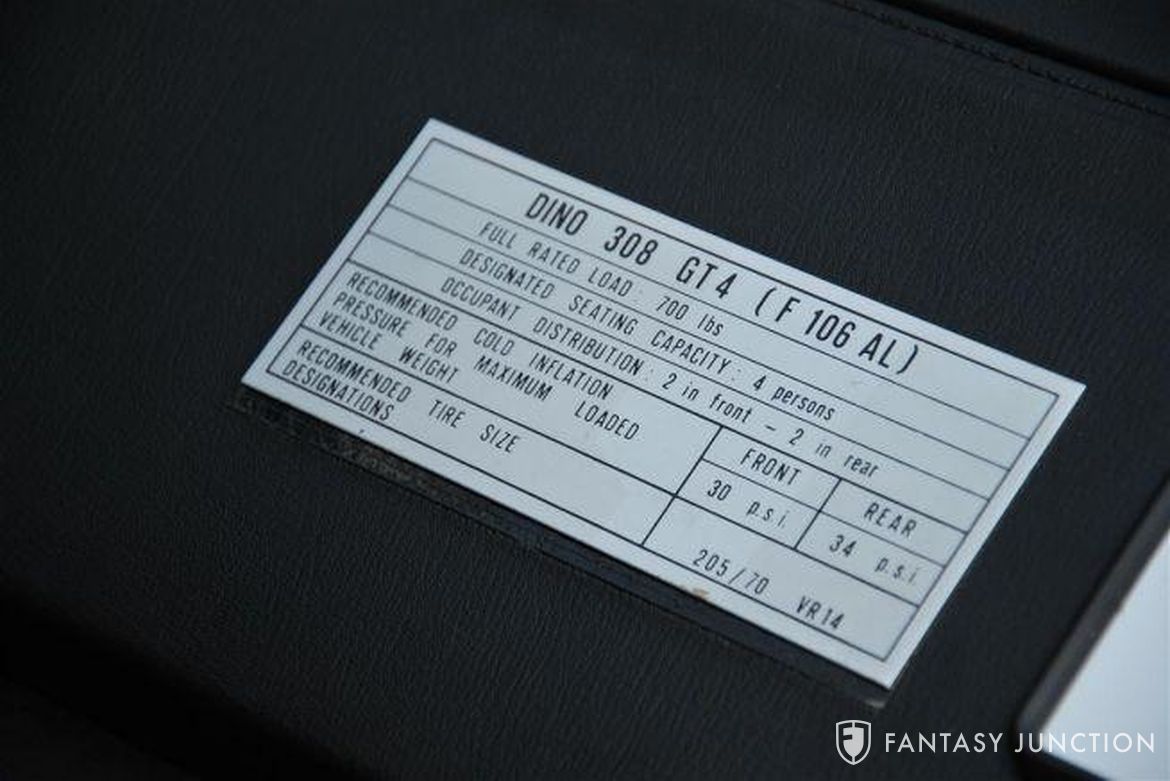 DINO 308 GT4 (F 106 AL)
FULL RATED LOAD: 700 lbs
DESIGNATED SEATING CAPACITY: 4 persons
OCCUPANT DISTRIBUTION: 2 in front – 2 in rear
RECOMMENDED COLD INFLATION
PRESSURE FOR MAXIMUM LOADED
VEHICLE WEIGHT
FRONT
REAR
30 p.s.i.
34 p.s.i.
RECOMMENDED TIRE SIZE
DESIGNATIONS
205/70 VR14
FANTASY JUNCTION